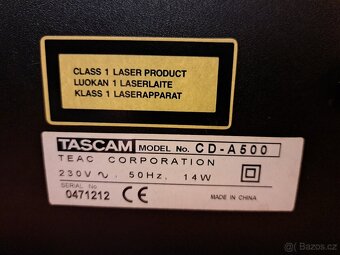 CLASS 1 LASER PRODUCT
LUOKAN 1 LASERLAITE
KLASS 1 LASERAPPARAT
TASCAM MODEL No. CD-A500
TEAC CORPORATION
230V ∿, 50Hz, 14W
SERIAL No.
0471212 CE MADE IN CHINA
bazos.cz